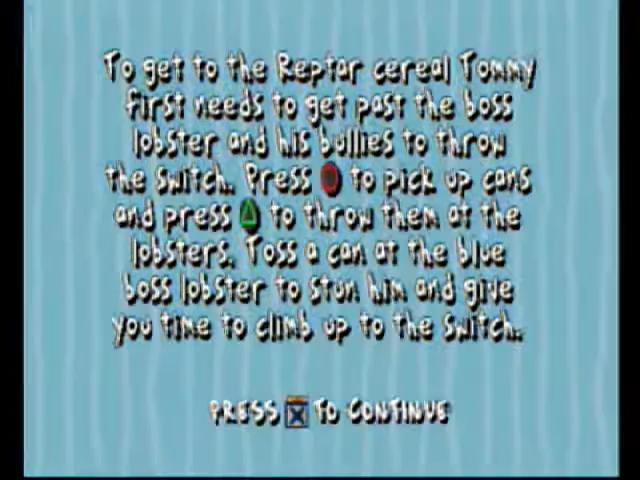 To get to the Reptar cereal Tommy
first needs to get past the boss
lobster and his bullies to throw
the switch. Press to pick up cans
and press to throw them at the
lobsters. Toss a can at the blue
boss lobster to stun him and give
you time to climb up to the switch.
PRESS TO CONTINUE